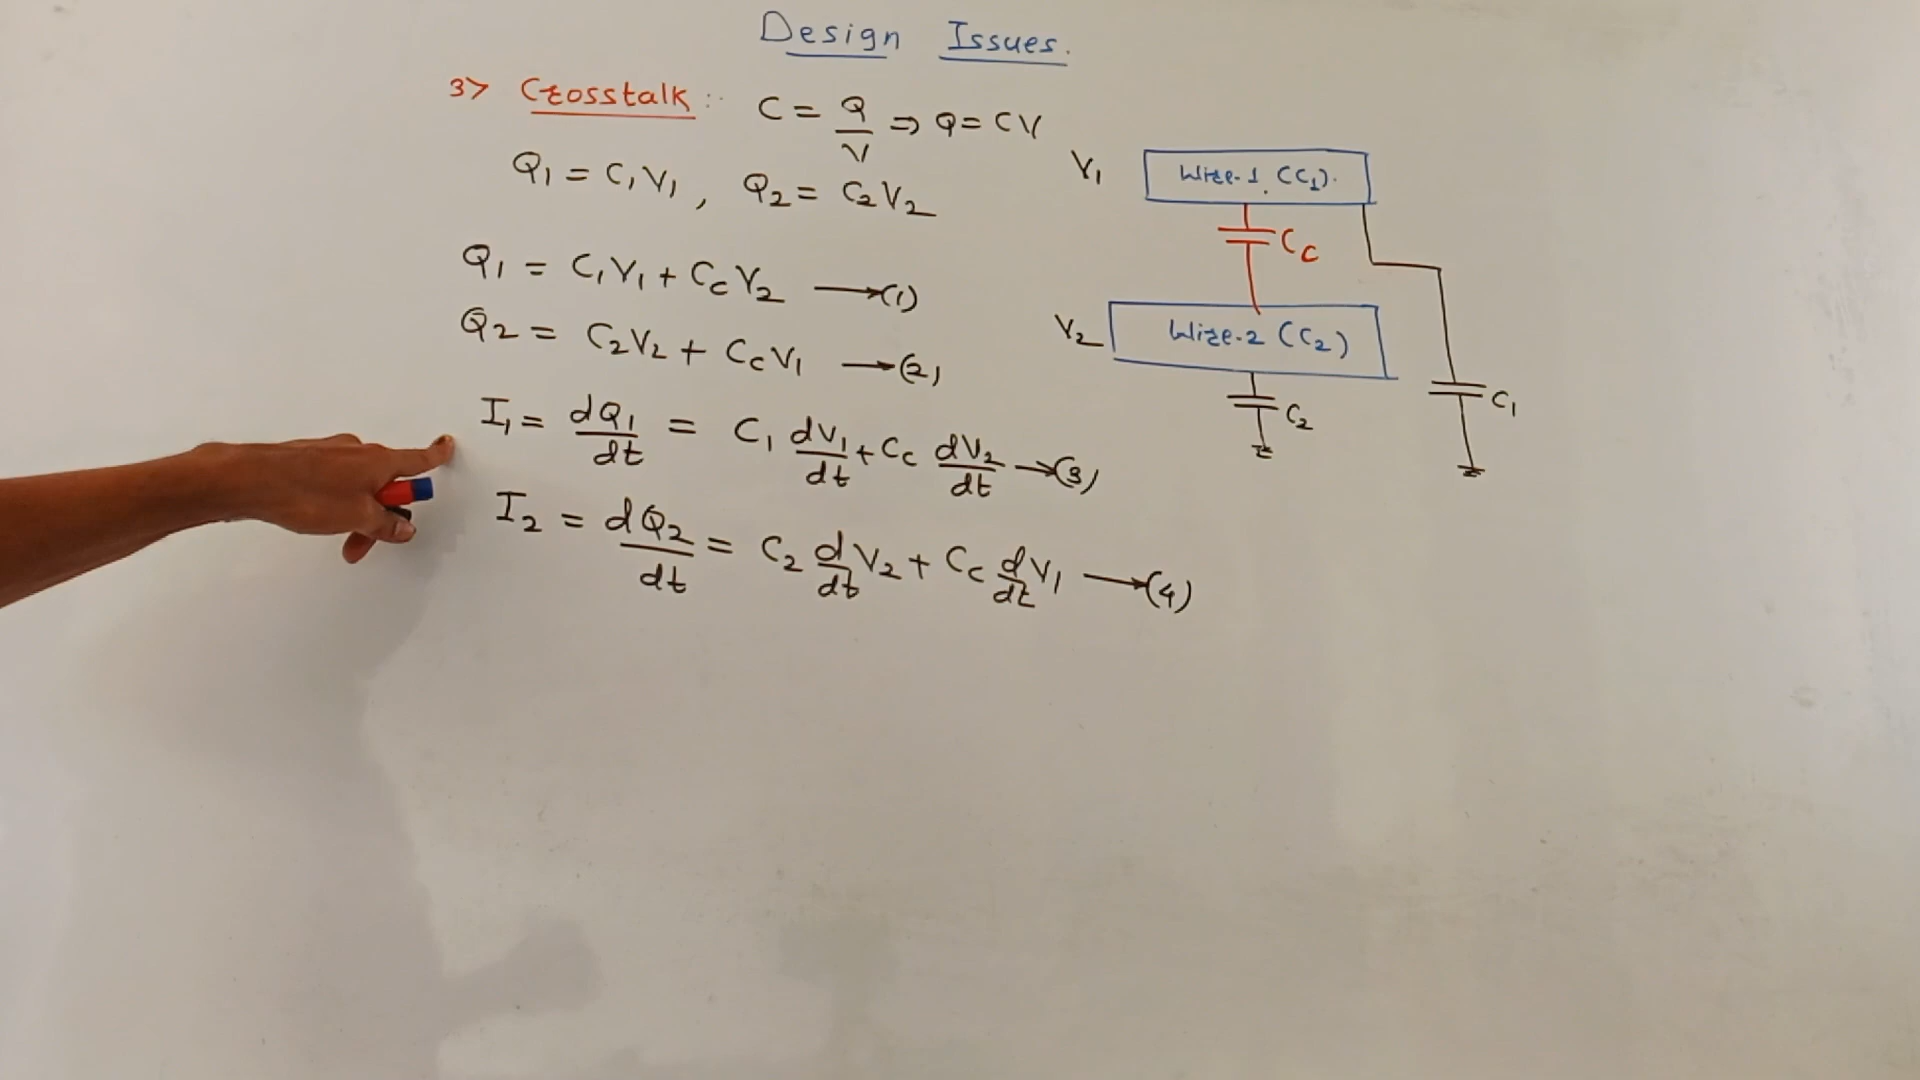 Design Issues.
3> Crosstalk :- C = Q/V ⇒ Q = CV
Q1 = C1V1 , Q2 = C2V2
Q1 = C1V1 + CcV2 ⟶(1)
Q2 = C2V2 + CcV1 ⟶(2)
I1 = dQ1/dt = C1 dV1/dt + Cc dV2/dt ⟶(3)
I2 = dQ2/dt = C2 d/dt V2 + Cc d/dt V1 ⟶(4)
V1 Wire-1. (C1).
Cc
V2 Wire-2 (C2)
C2
C1